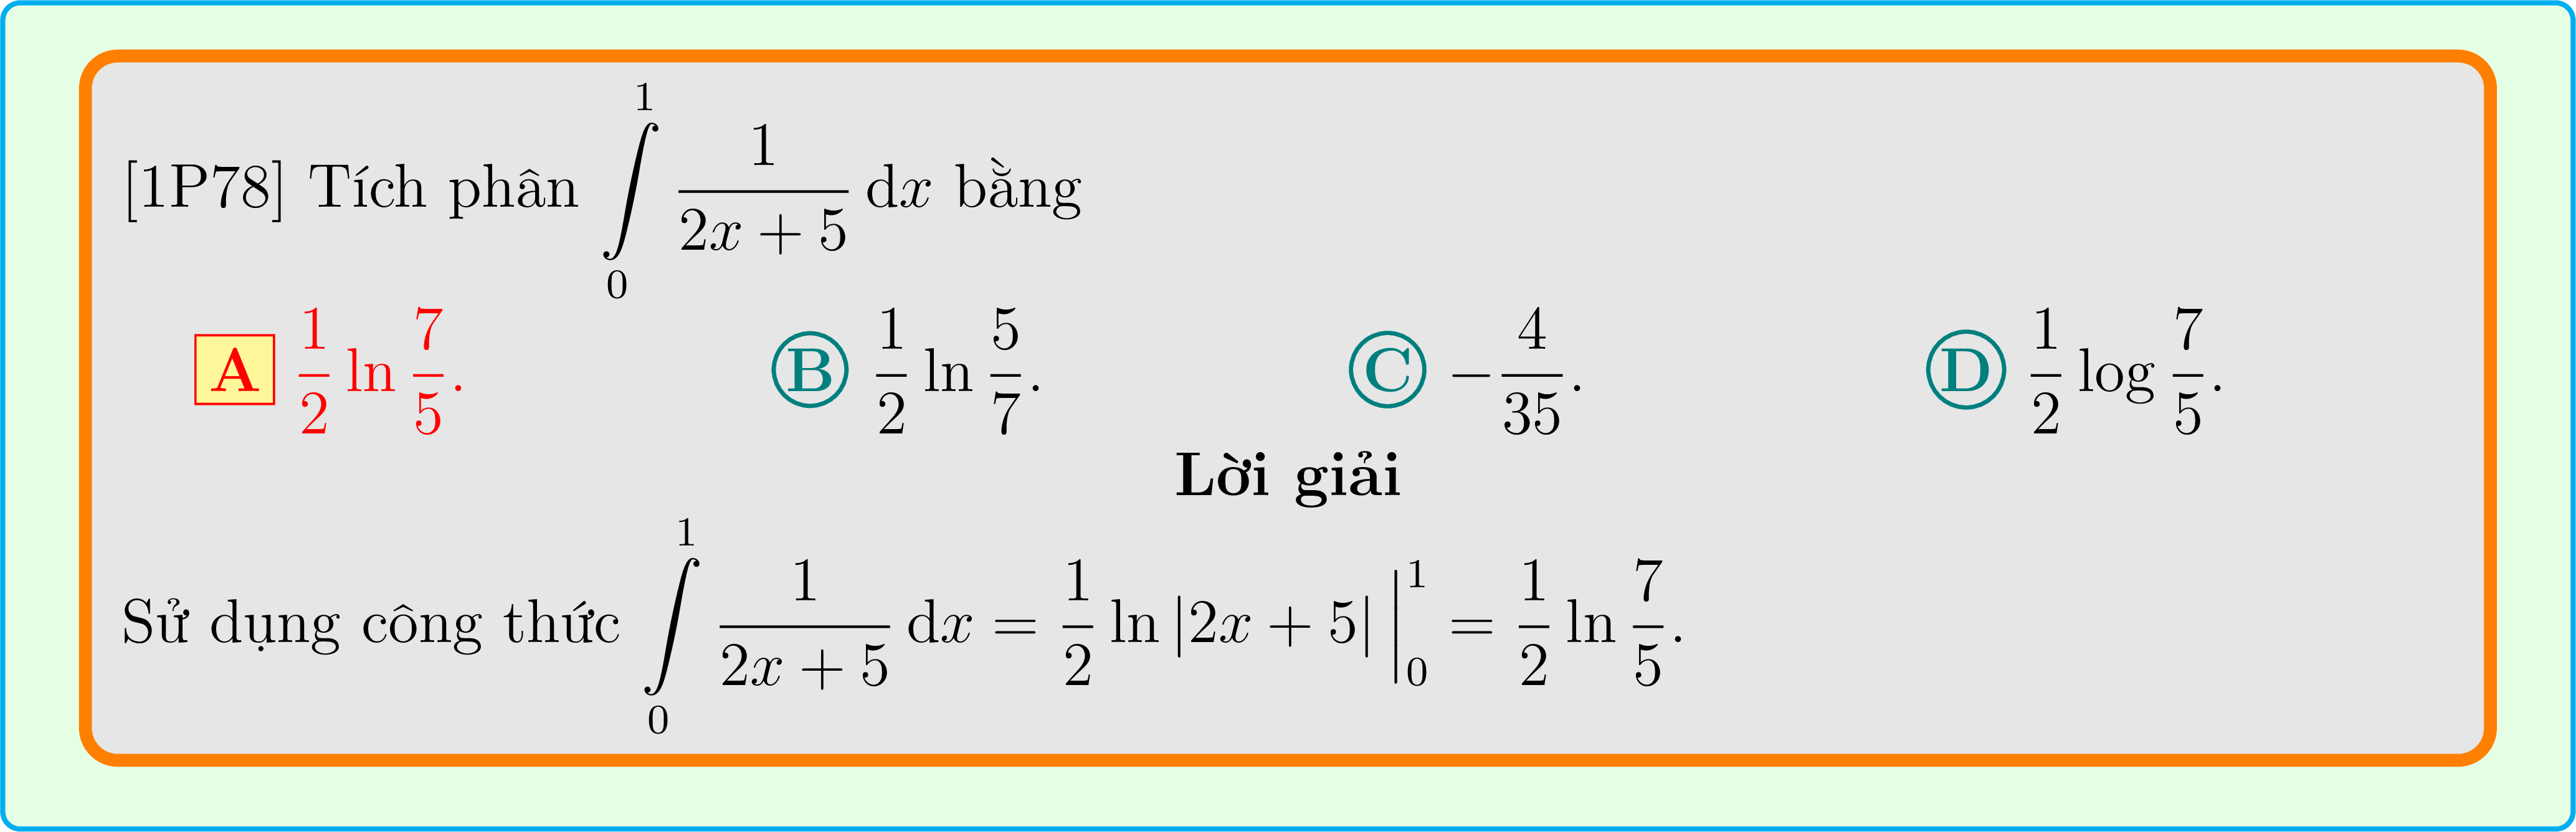 [1P78] Tích phân $\int\limits_0^1 \frac{1}{2x+5}\,\mathrm{d}x$ bằng
A $\frac{1}{2}\ln\frac{7}{5}$. B $\frac{1}{2}\ln\frac{5}{7}$. C $-\frac{4}{35}$. D $\frac{1}{2}\log\frac{7}{5}$.
Lời giải
Sử dụng công thức $\int\limits_0^1 \frac{1}{2x+5}\,\mathrm{d}x = \frac{1}{2}\ln|2x+5|\Big|_0^1 = \frac{1}{2}\ln\frac{7}{5}$.